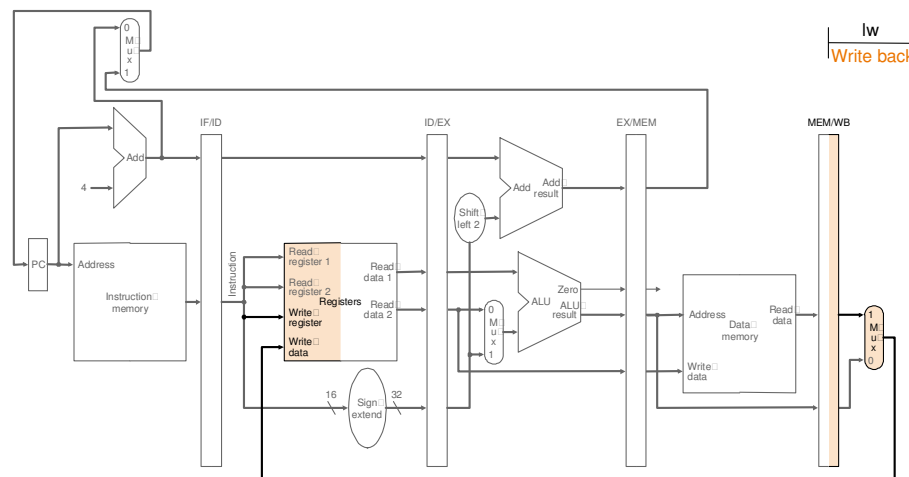 lw
Write back
0
M
u
x
1
IF/ID
ID/EX
EX/MEM
MEM/WB
Add
4
Add
Add
result
Shift
left 2
PC
Address
Instruction
memory
Instruction
Read
register 1
Read
register 2
Write
register
Write
data
Registers
Read
data 1
Read
data 2
0
M
u
x
1
Zero
ALU
ALU
result
Address
Data
memory
Read
data
Write
data
1
M
u
x
0
16
Sign
extend
32